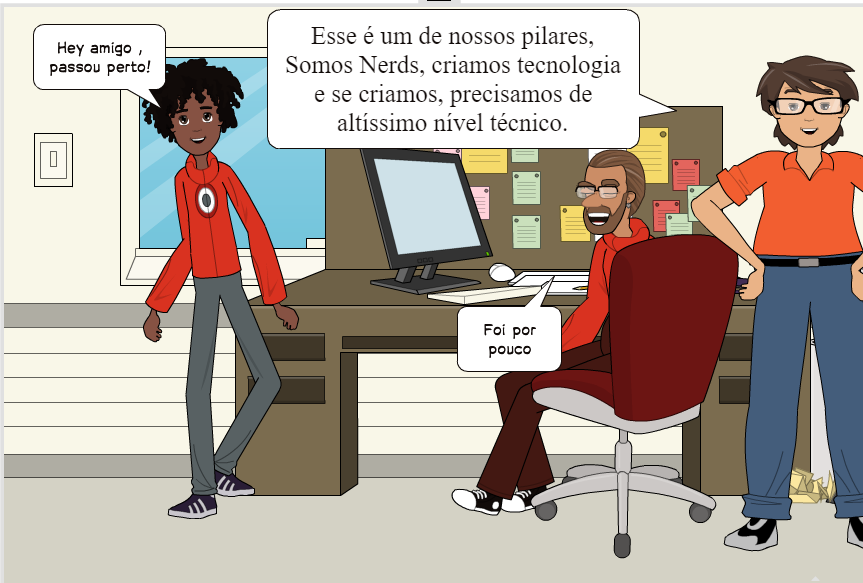 Hey amigo ,
passou perto!
Esse é um de nossos pilares,
Somos Nerds, criamos tecnologia
e se criamos, precisamos de
altíssimo nível técnico.
Foi por
pouco